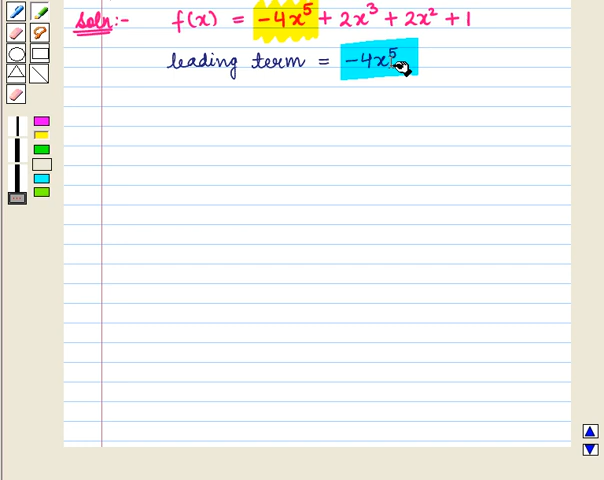 Soln:- f(x) = -4x⁵ + 2x³ + 2x² + 1
leading term = -4x⁵